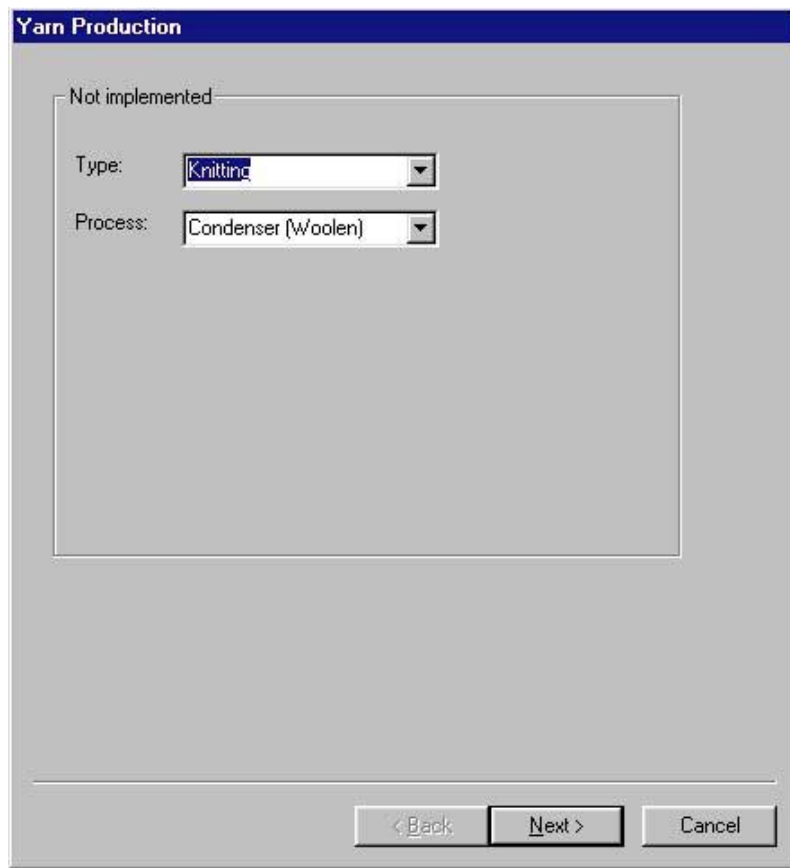 Yarn Production
Not implemented
Type:
Knitting
Process:
Condenser (Woolen)
< Back
Next >
Cancel